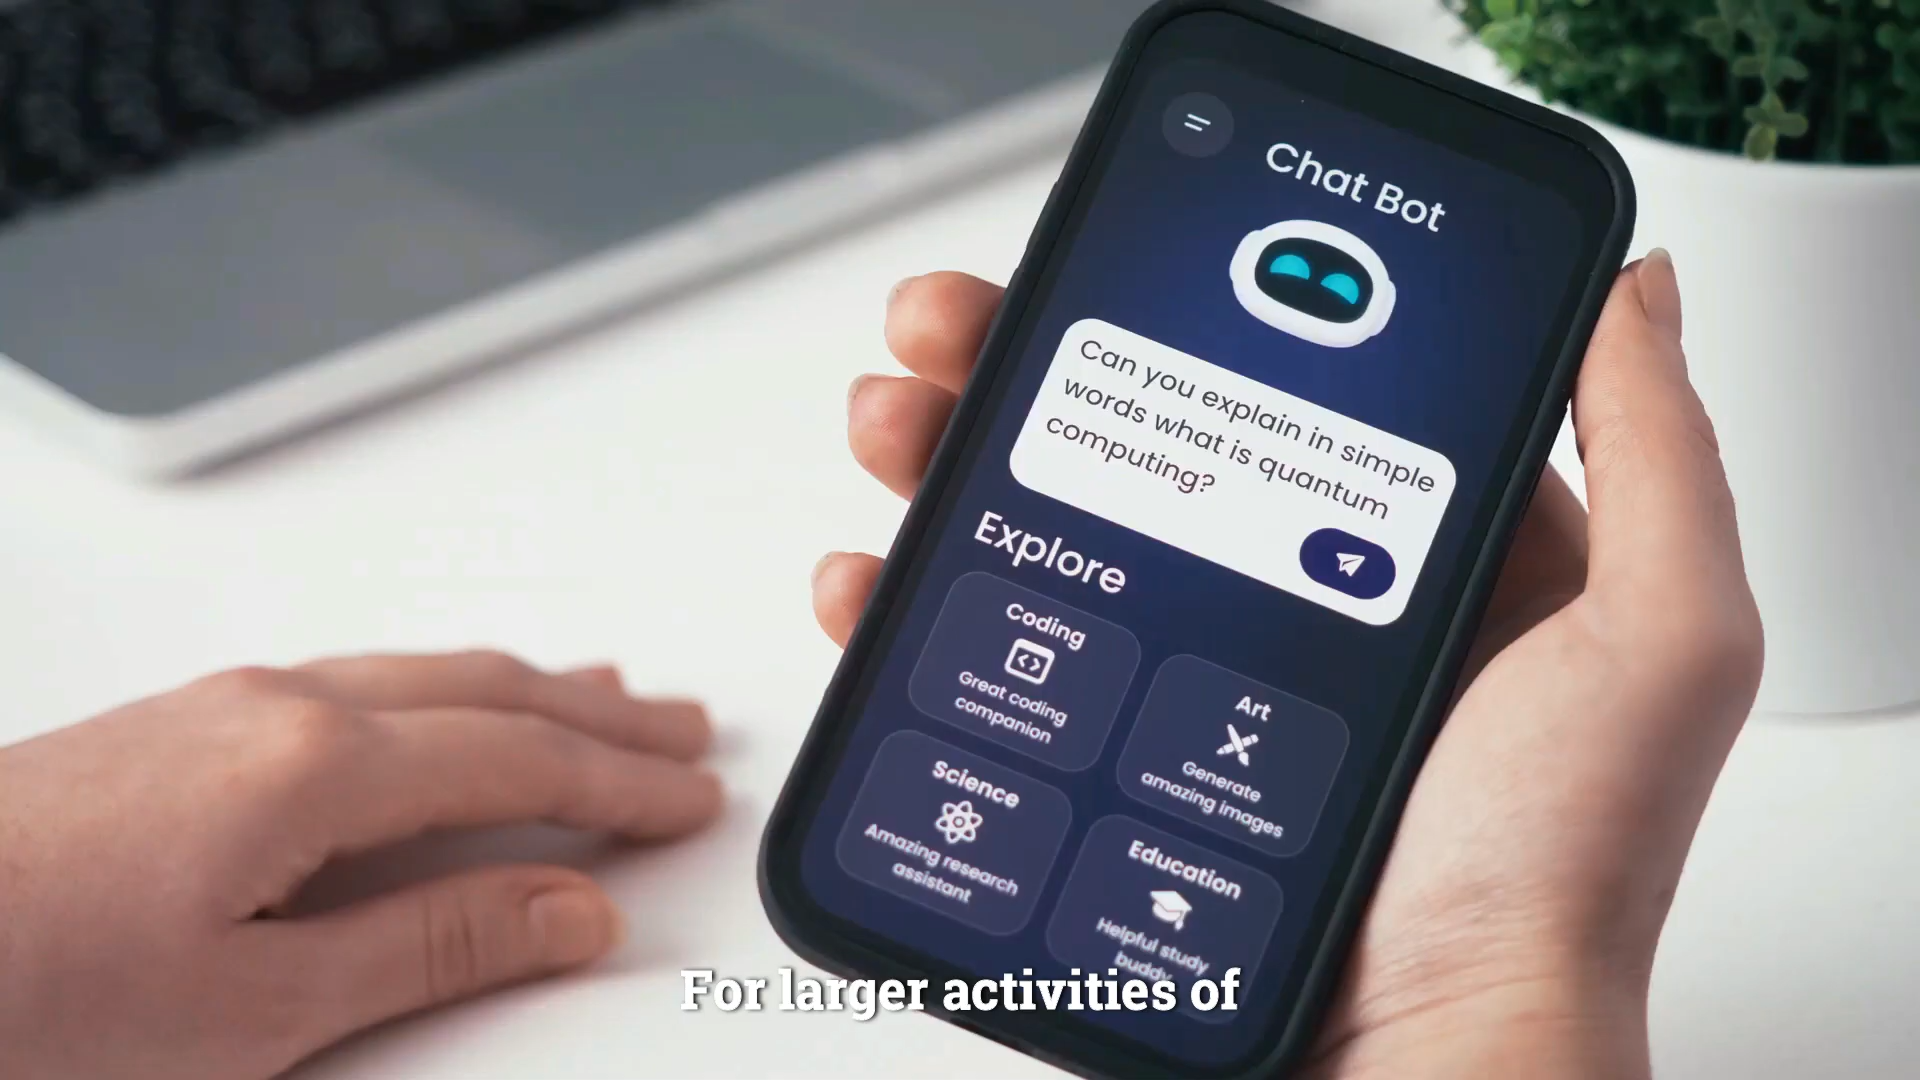 Chat Bot
Can you explain in simple
words what is quantum
computing?
Explore
Coding
Great coding
companion
Art
Generate
amazing images
Science
Amazing research
assistant
Education
Helpful study
buddy
For larger activities of